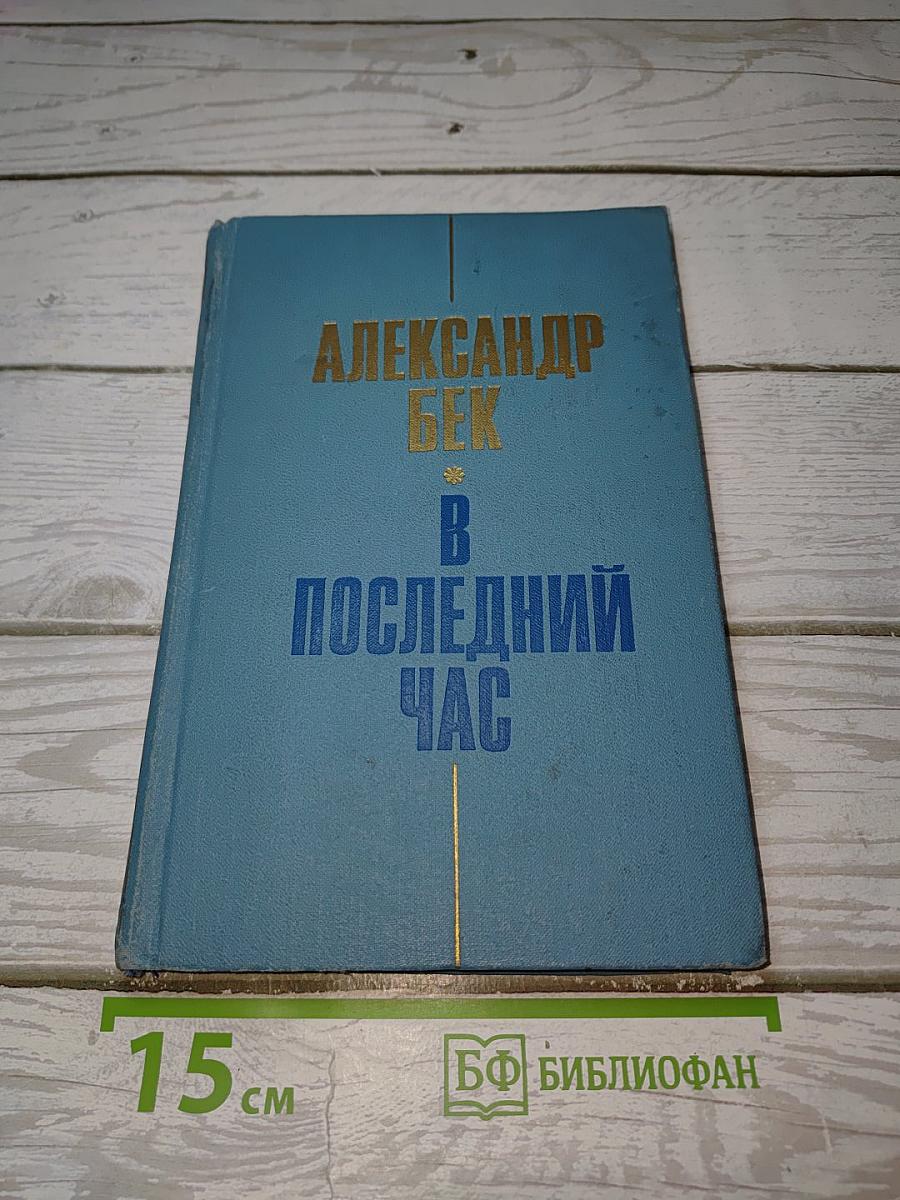 АЛЕКСАНДР
БЕК
В
ПОСЛЕДНИЙ
ЧАС
15 см
БФ БИБЛИОФАН